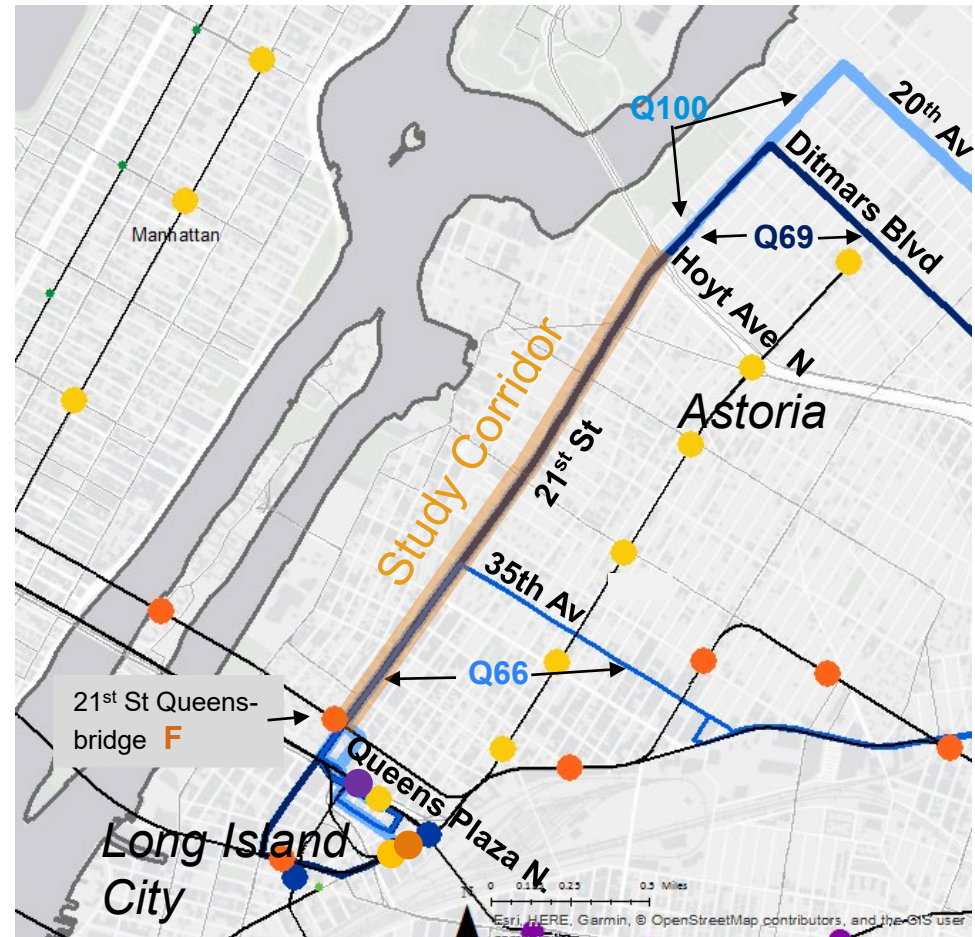 Q100
20th Av
Ditmars Blvd
Manhattan
Q69
Hoyt Ave N
Study Corridor
Astoria
21st St
35th Av
Q66
21st St Queens-
bridge F
Queens Plaza N.
Long Island
City
N
0 0.125 0.25 0.5 Miles
Esri, HERE, Garmin, © OpenStreetMap contributors, and the GIS user